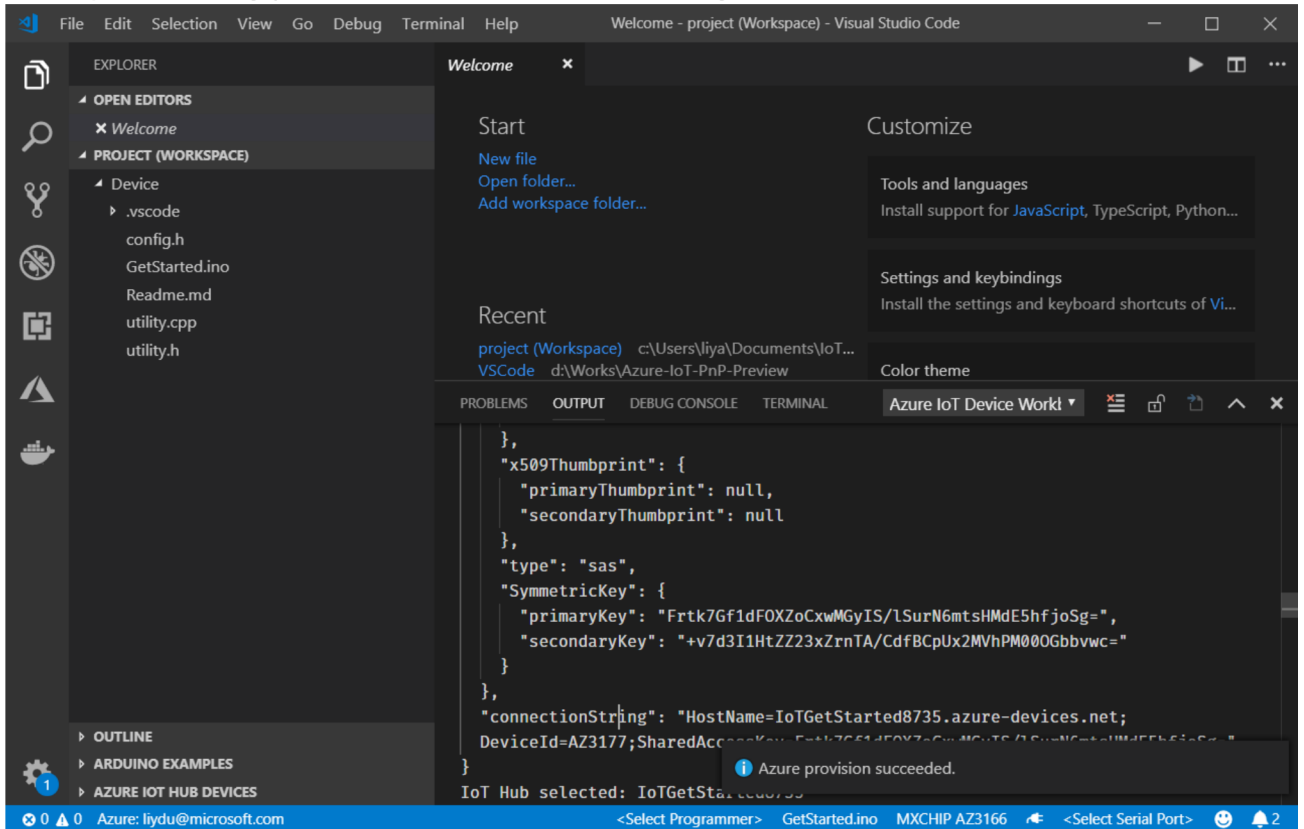 File Edit Selection View Go Debug Terminal Help Welcome - project (Workspace) - Visual Studio Code
EXPLORER
OPEN EDITORS
Welcome
PROJECT (WORKSPACE)
Device
.vscode
config.h
GetStarted.ino
Readme.md
utility.cpp
utility.h
OUTLINE
ARDUINO EXAMPLES
AZURE IOT HUB DEVICES
1
Welcome
Start
New file
Open folder...
Add workspace folder...
Recent
project (Workspace) c:\Users\liya\Documents\IoT...
VSCode d:\Works\Azure-IoT-PnP-Preview
Customize
Tools and languages
Install support for JavaScript, TypeScript, Python...
Settings and keybindings
Install the settings and keyboard shortcuts of Vi...
Color theme
PROBLEMS OUTPUT DEBUG CONSOLE TERMINAL Azure IoT Device Workl
},
"x509Thumbprint": {
"primaryThumbprint": null,
"secondaryThumbprint": null
},
"type": "sas",
"SymmetricKey": {
"primaryKey": "Frtk7Gf1dFOXZoCxwMGyIS/lSurN6mtsHMdE5hfjoSg=",
"secondaryKey": "+v7d3I1HtZZ23xZrnTA/CdfBCpUx2MVhPM00OGbbvwc="
}
},
"connectionString": "HostName=IoTGetStarted8735.azure-devices.net;
DeviceId=AZ3177;SharedAccessKey=Frtk7Gf1dFOXZoCxwMGyIS/lSurN6mtsHMdE5hfjoSg="
}
IoT Hub selected: IoTGetStarted8735
Azure provision succeeded.
0 0 Azure: liydu@microsoft.com <Select Programmer> GetStarted.ino MXCHIP AZ3166 <Select Serial Port> 2